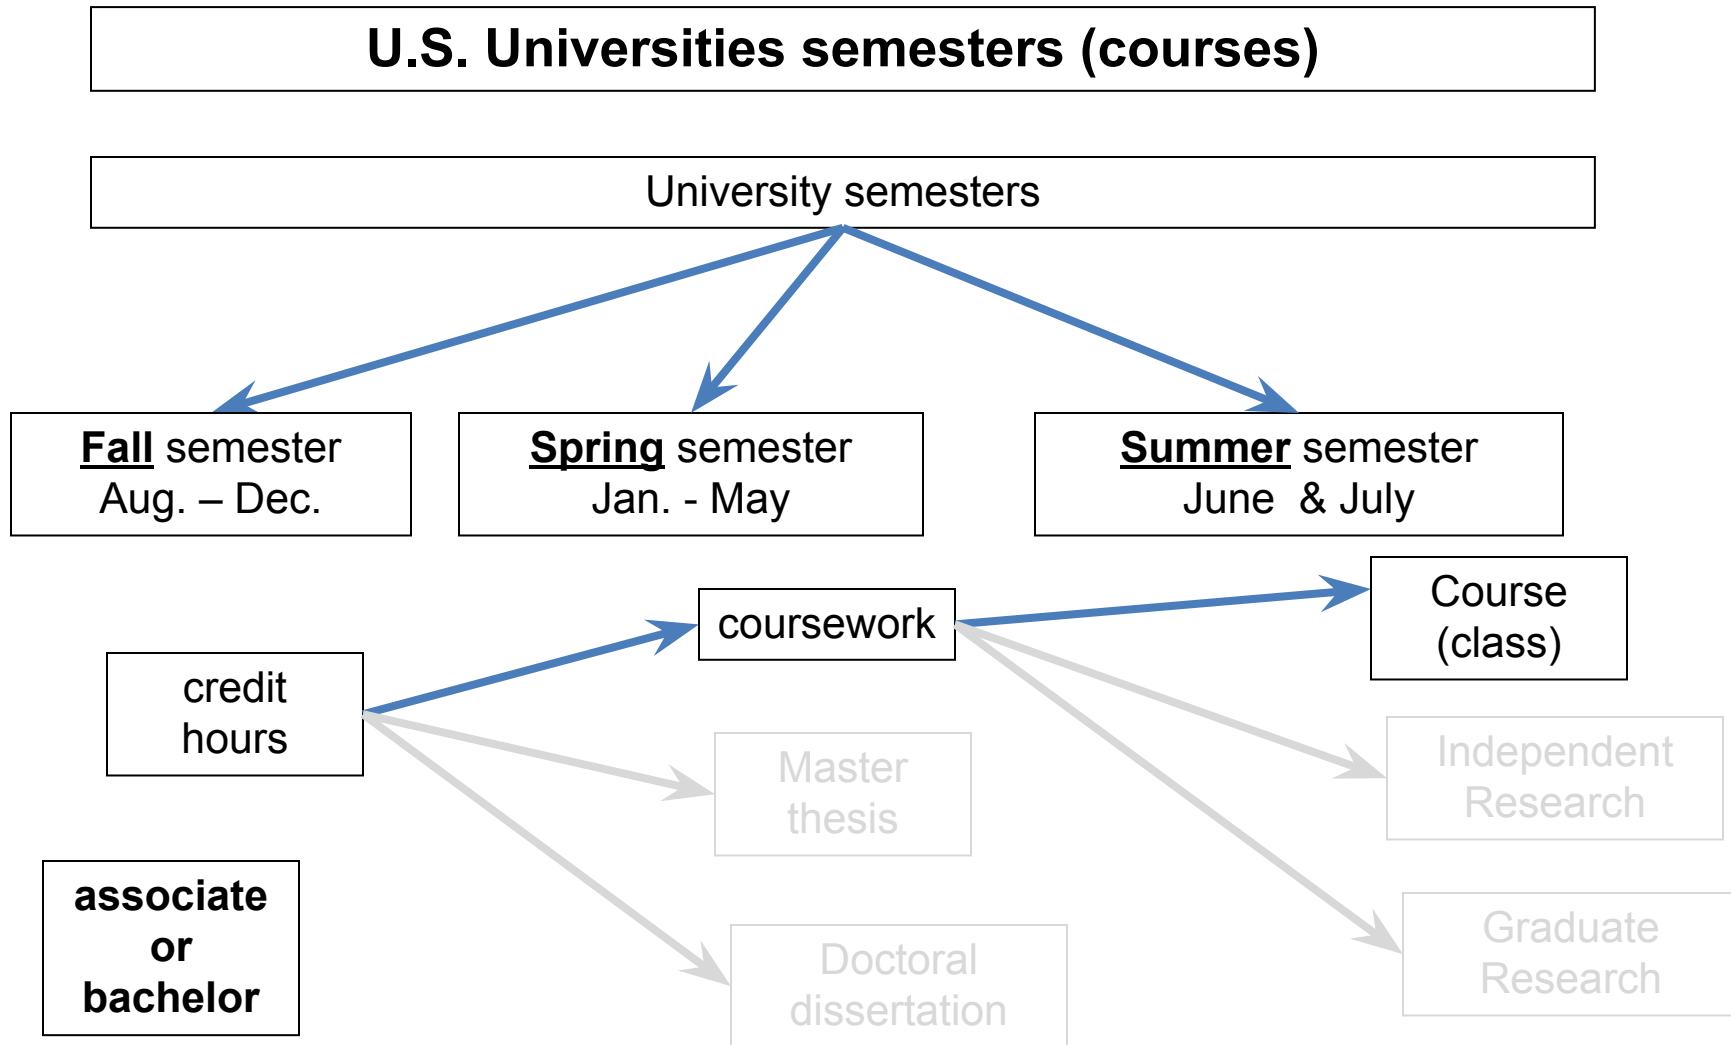 U.S. Universities semesters (courses)
University semesters
Fall semester
Aug. – Dec.
Spring semester
Jan. - May
Summer semester
June & July
credit
hours
coursework
Course
(class)
Master
thesis
Independent
Research
associate
or
bachelor
Doctoral
dissertation
Graduate
Research